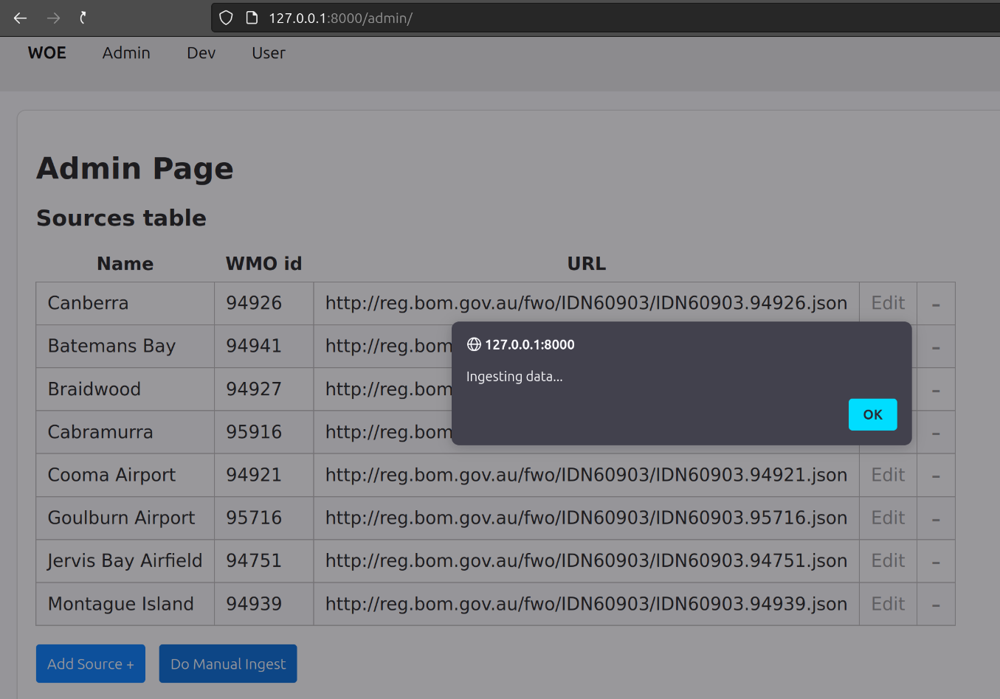 127.0.0.1:8000/admin/
WOE Admin Dev User
Admin Page
Sources table
Name WMO id URL
Canberra 94926 http://reg.bom.gov.au/fwo/IDN60903/IDN60903.94926.json Edit -
Batemans Bay 94941 http://reg.bom -
Braidwood 94927 http://reg.bom -
Cabramurra 95916 http://reg.bom -
127.0.0.1:8000
Ingesting data...
OK
Cooma Airport 94921 http://reg.bom.gov.au/fwo/IDN60903/IDN60903.94921.json Edit -
Goulburn Airport 95716 http://reg.bom.gov.au/fwo/IDN60903/IDN60903.95716.json Edit -
Jervis Bay Airfield 94751 http://reg.bom.gov.au/fwo/IDN60903/IDN60903.94751.json Edit -
Montague Island 94939 http://reg.bom.gov.au/fwo/IDN60903/IDN60903.94939.json Edit -
Add Source + Do Manual Ingest